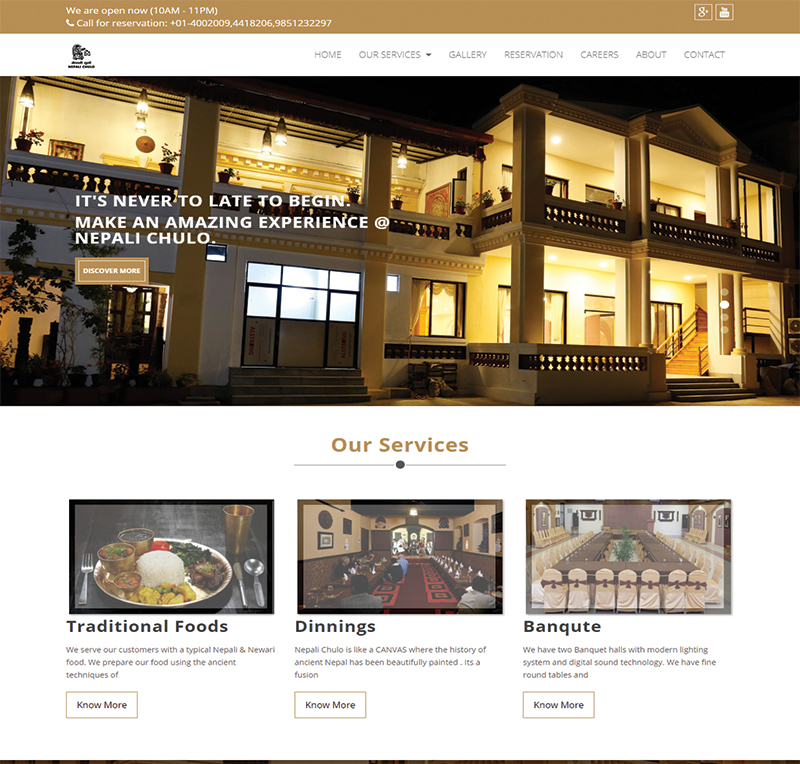 We are open now (10AM - 11PM)
Call for reservation: +01-4002009,4418206,9851232297
g+
You Tube
NEPALI CHULO
HOME
OUR SERVICES
GALLERY
RESERVATION
CAREERS
ABOUT
CONTACT
IT'S NEVER TO LATE TO BEGIN.
MAKE AN AMAZING EXPERIENCE @
NEPALI CHULO.
DISCOVER MORE
Our Services
Traditional Foods
We serve our customers with a typical Nepali & Newari
food. We prepare our food using the ancient
techniques of
Know More
Dinnings
Nepali Chulo is like a CANVAS where the history of
ancient Nepal has been beautifully painted . its a
fusion
Know More
Banqute
We have two Banquet halls with modern lighting
system and digital sound technology. We have fine
round tables and
Know More